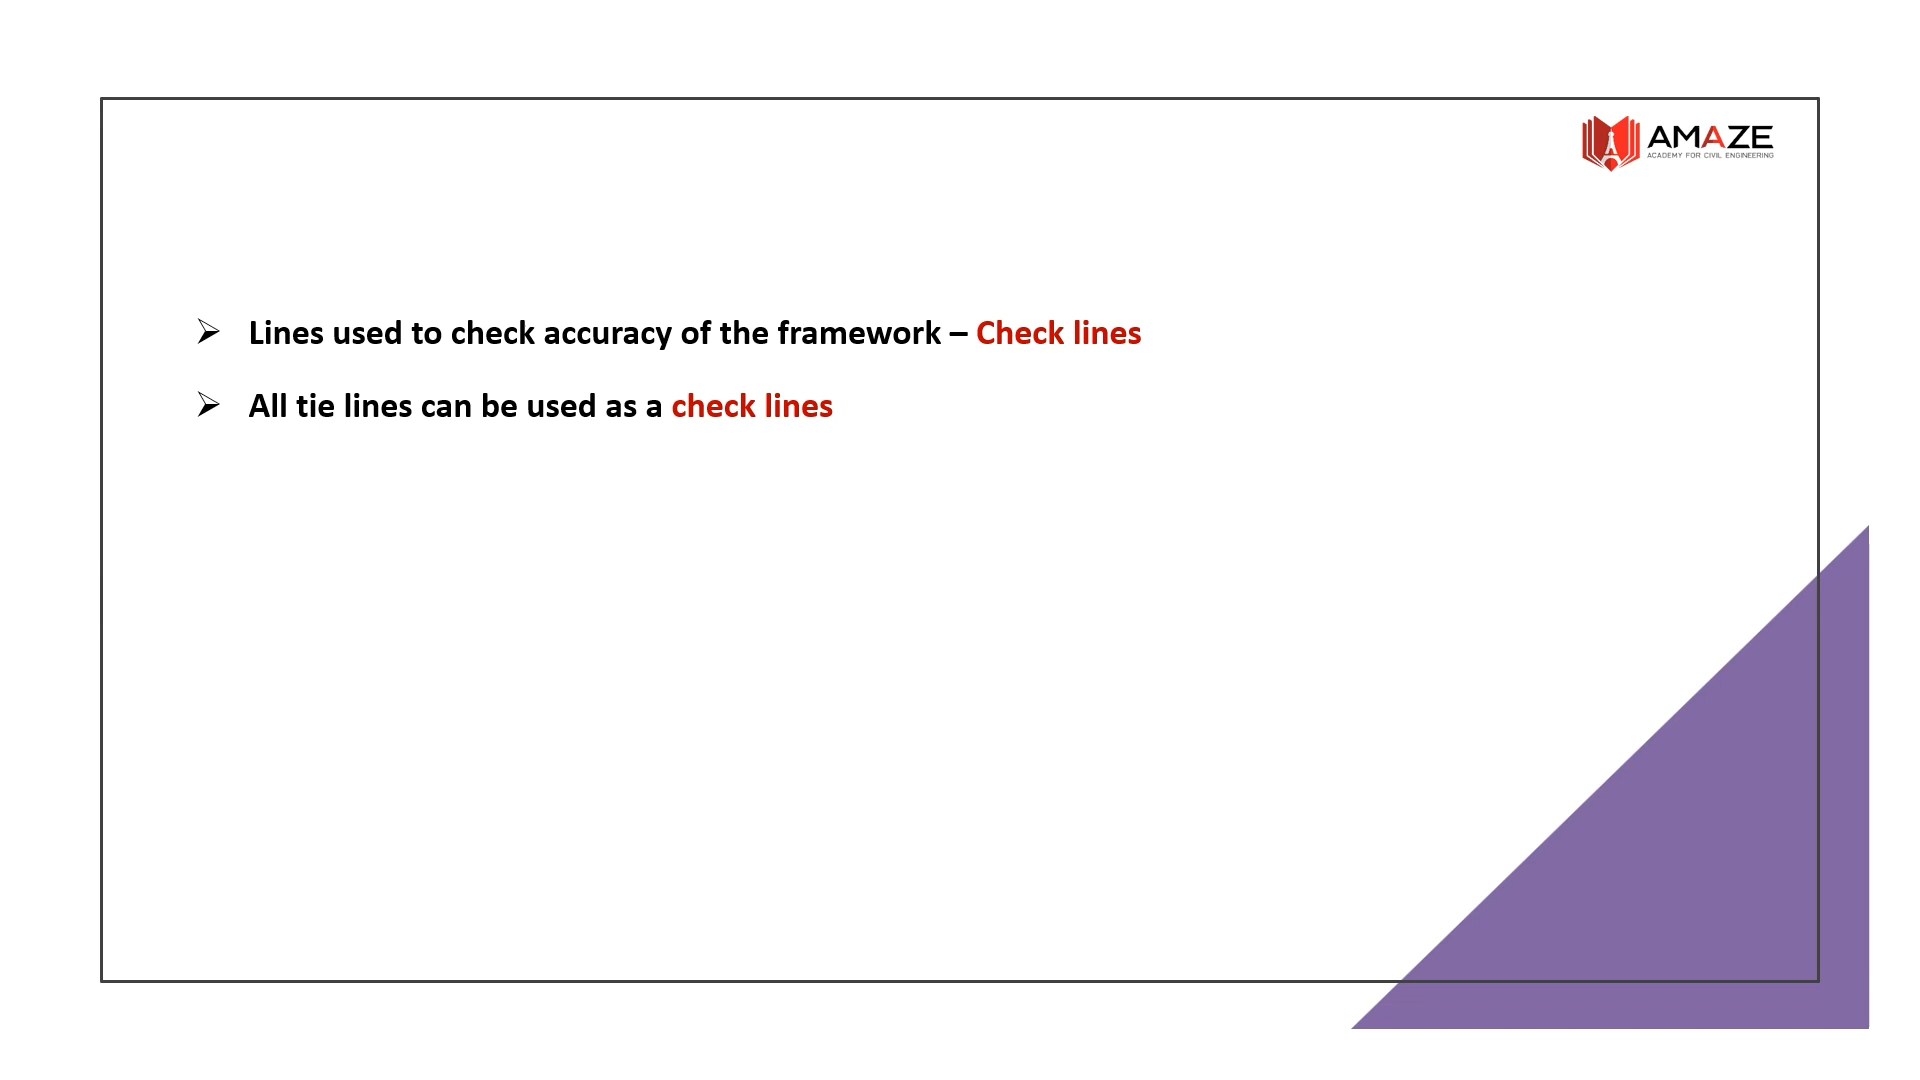 AMAZE
ACADEMY FOR CIVIL ENGINEERING
Lines used to check accuracy of the framework – Check lines
All tie lines can be used as a check lines